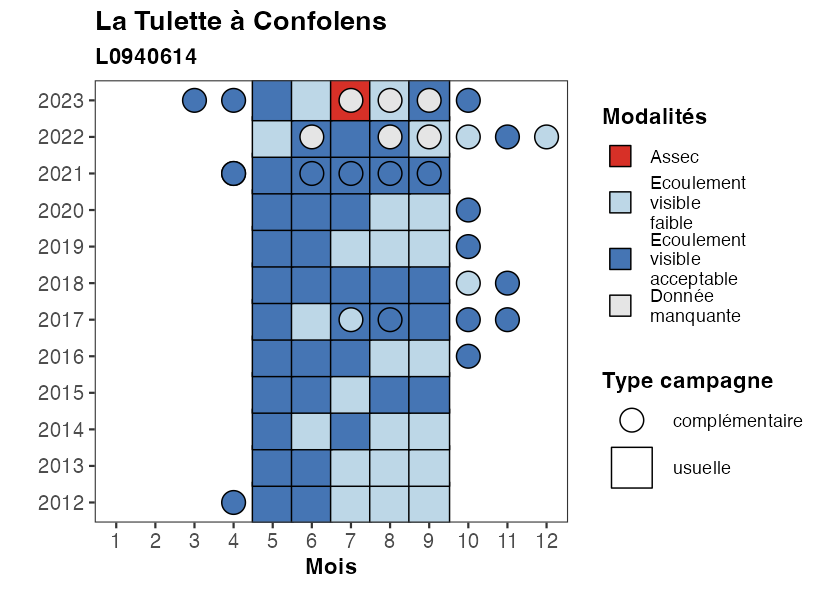 La Tulette à Confolens
L0940614
2023
2022
2021
2020
2019
2018
2017
2016
2015
2014
2013
2012
1 2 3 4 5 6 7 8 9 10 11 12
Mois
Modalités
Assec
Ecoulement
visible
faible
Ecoulement
visible
acceptable
Donnée
manquante
Type campagne
complémentaire
usuelle